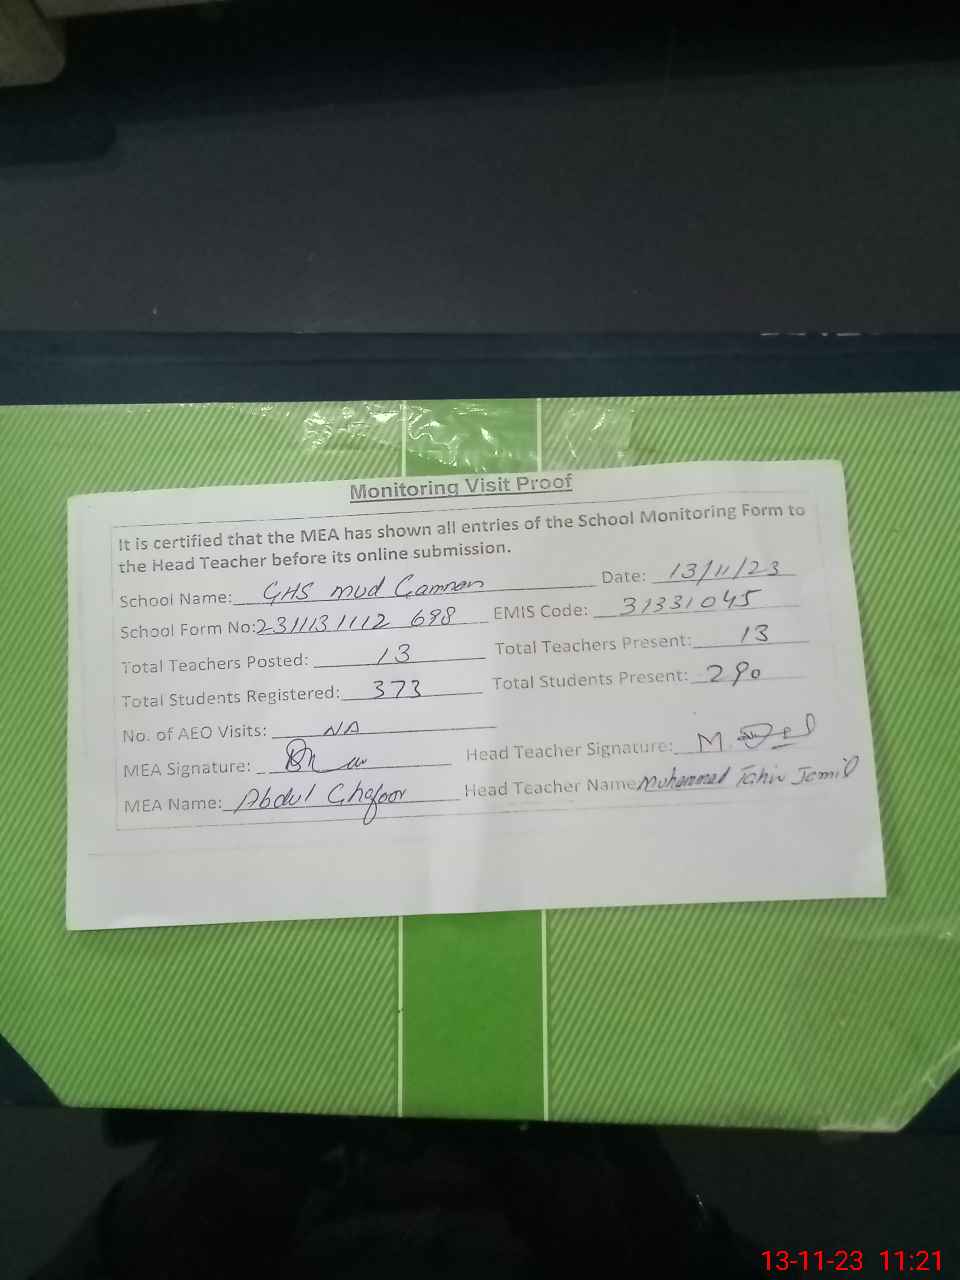 Monitoring Visit Proof
It is certified that the MEA has shown all entries of the School Monitoring Form to
the Head Teacher before its online submission.
School Name: GHS mud Gamman Date: 13/11/23
School Form No: 231113 1112 698 EMIS Code: 31331045
Total Teachers Posted: 13 Total Teachers Present: 13
Total Students Registered: 373 Total Students Present: 290
No. of AEO Visits: NA
MEA Signature: Head Teacher Signature: M.
MEA Name: Abdul Ghafoor Head Teacher Name Muhammad Tahir Jamil
13-11-23 11:21